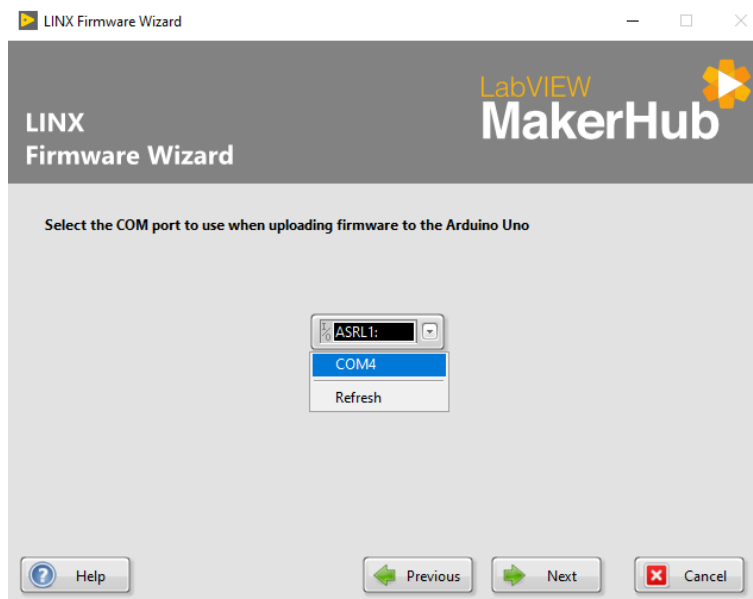 LINX Firmware Wizard
LabVIEW
MakerHub
LINX
Firmware Wizard
Select the COM port to use when uploading firmware to the Arduino Uno
I/O ASRL1:
COM4
Refresh
? Help
Previous
Next
Cancel